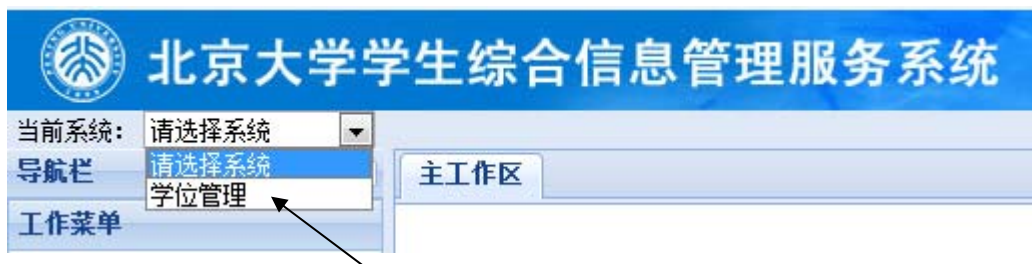 北京大学学生综合信息管理服务系统
当前系统: 请选择系统
导航栏 请选择系统 主工作区
学位管理
工作菜单